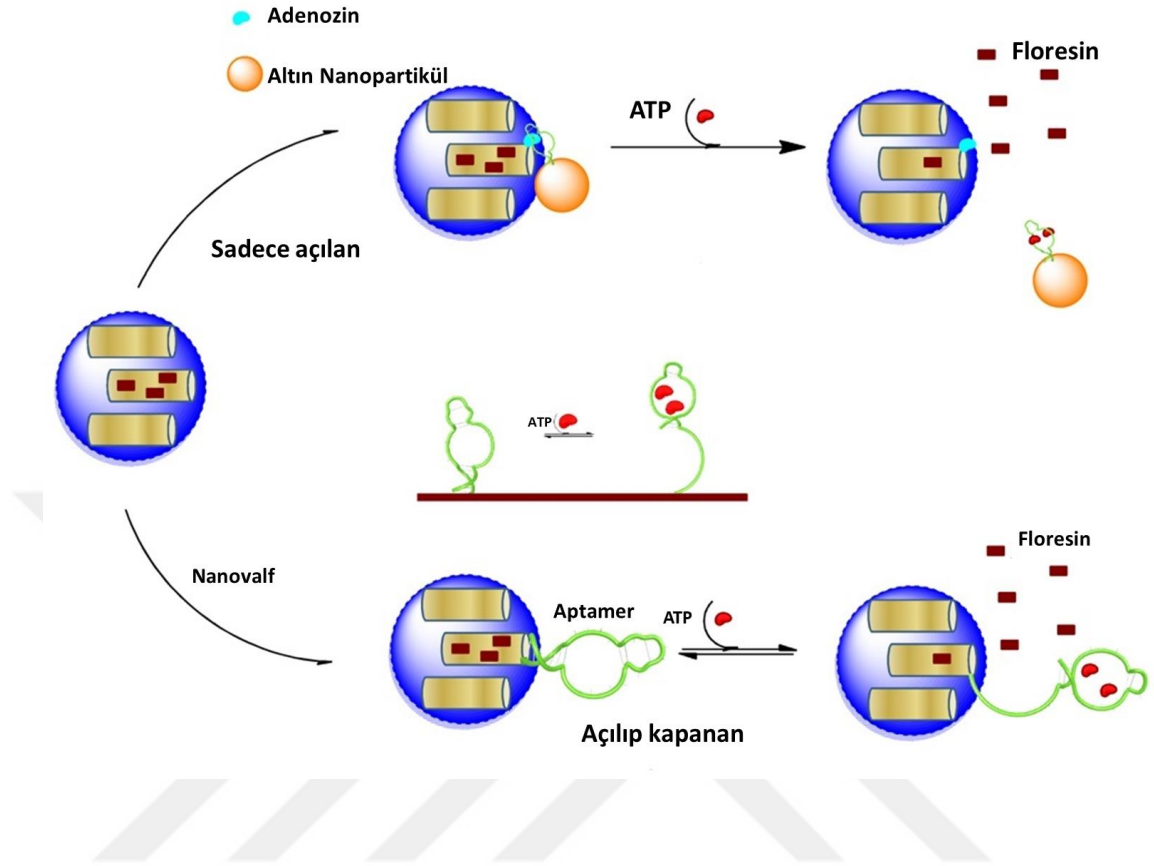 Adenozin
Altın Nanopartikül
ATP
Floresin
Sadece açılan
ATP
Nanovalf
Aptamer
ATP
Floresin
Açılıp kapanan